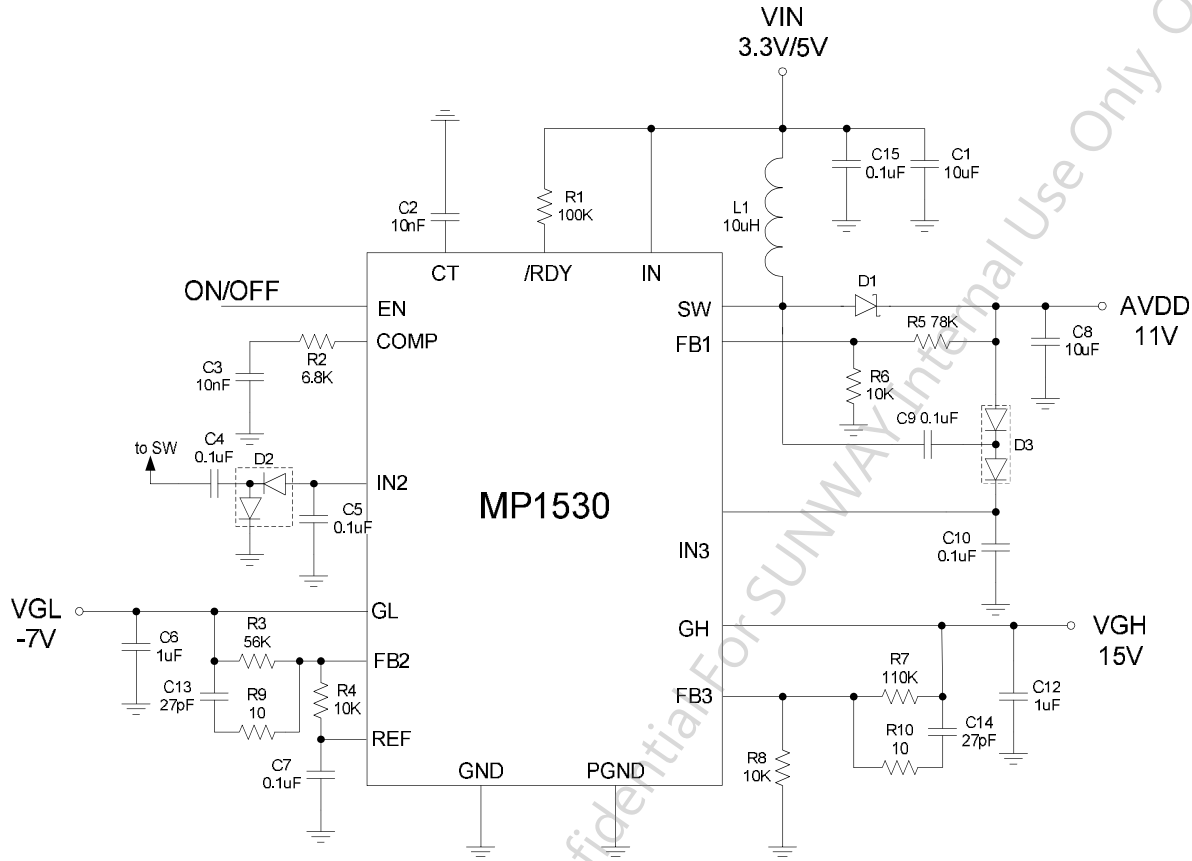 VIN
3.3V/5V
C15
0.1uF
C1
10uF
R1
100K
C2
10nF
L1
10uH
CT
/RDY
IN
ON/OFF
EN
SW
D1
AVDD
11V
COMP
FB1
R5 78K
C8
10uF
R2
6.8K
C3
10nF
R6
10K
C9 0.1uF
D3
to SW
C4
0.1uF
D2
IN2
C5
0.1uF
MP1530
IN3
C10
0.1uF
VGL
-7V
GL
GH
VGH
15V
C6
1uF
R3
56K
FB2
R7
110K
C13
27pF
R9
10
R4
10K
FB3
C12
1uF
R10
10
C14
27pF
REF
R8
10K
C7
0.1uF
GND
PGND
fidential For SUNWAY Internal Use Only